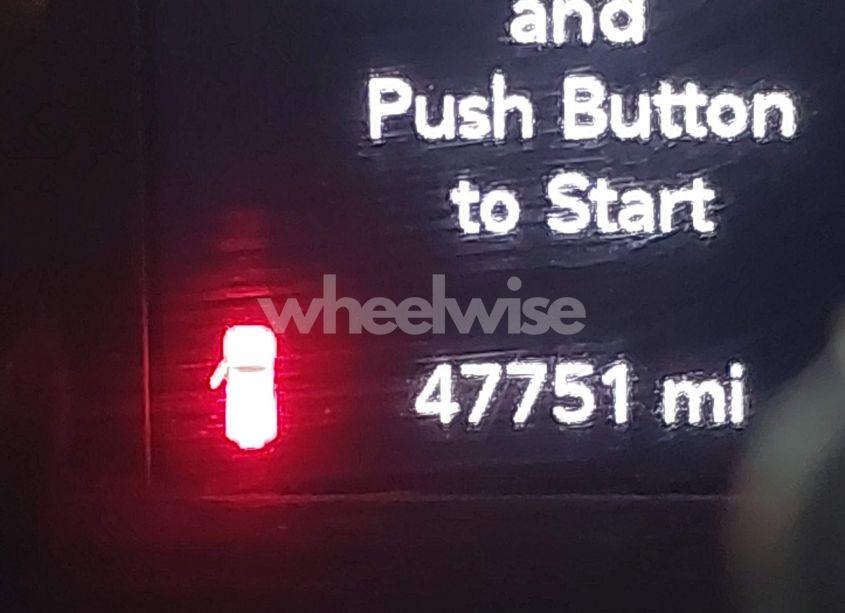 and
Push Button
to Start
wheelwise
47751 mi